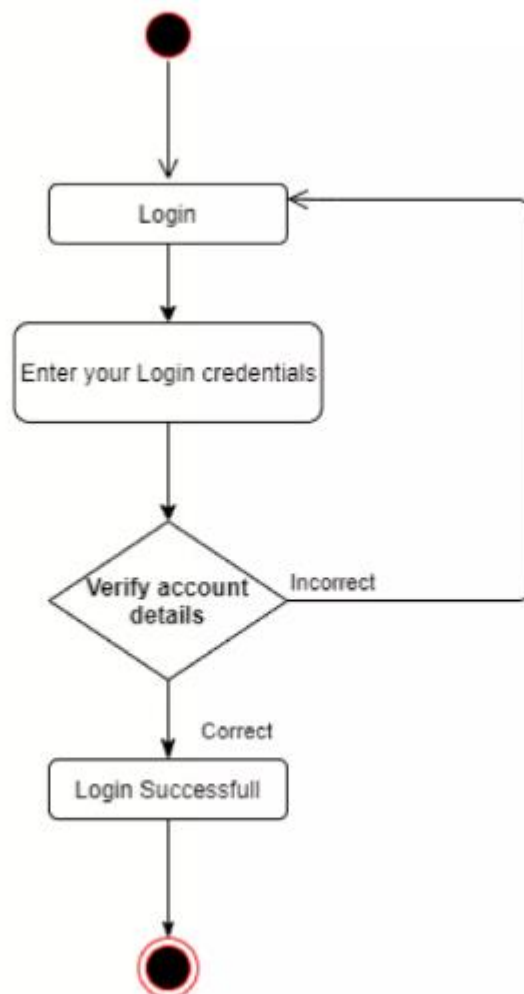 Login
Enter your Login credentials
Verify account
details
Incorrect
Correct
Login Successfull